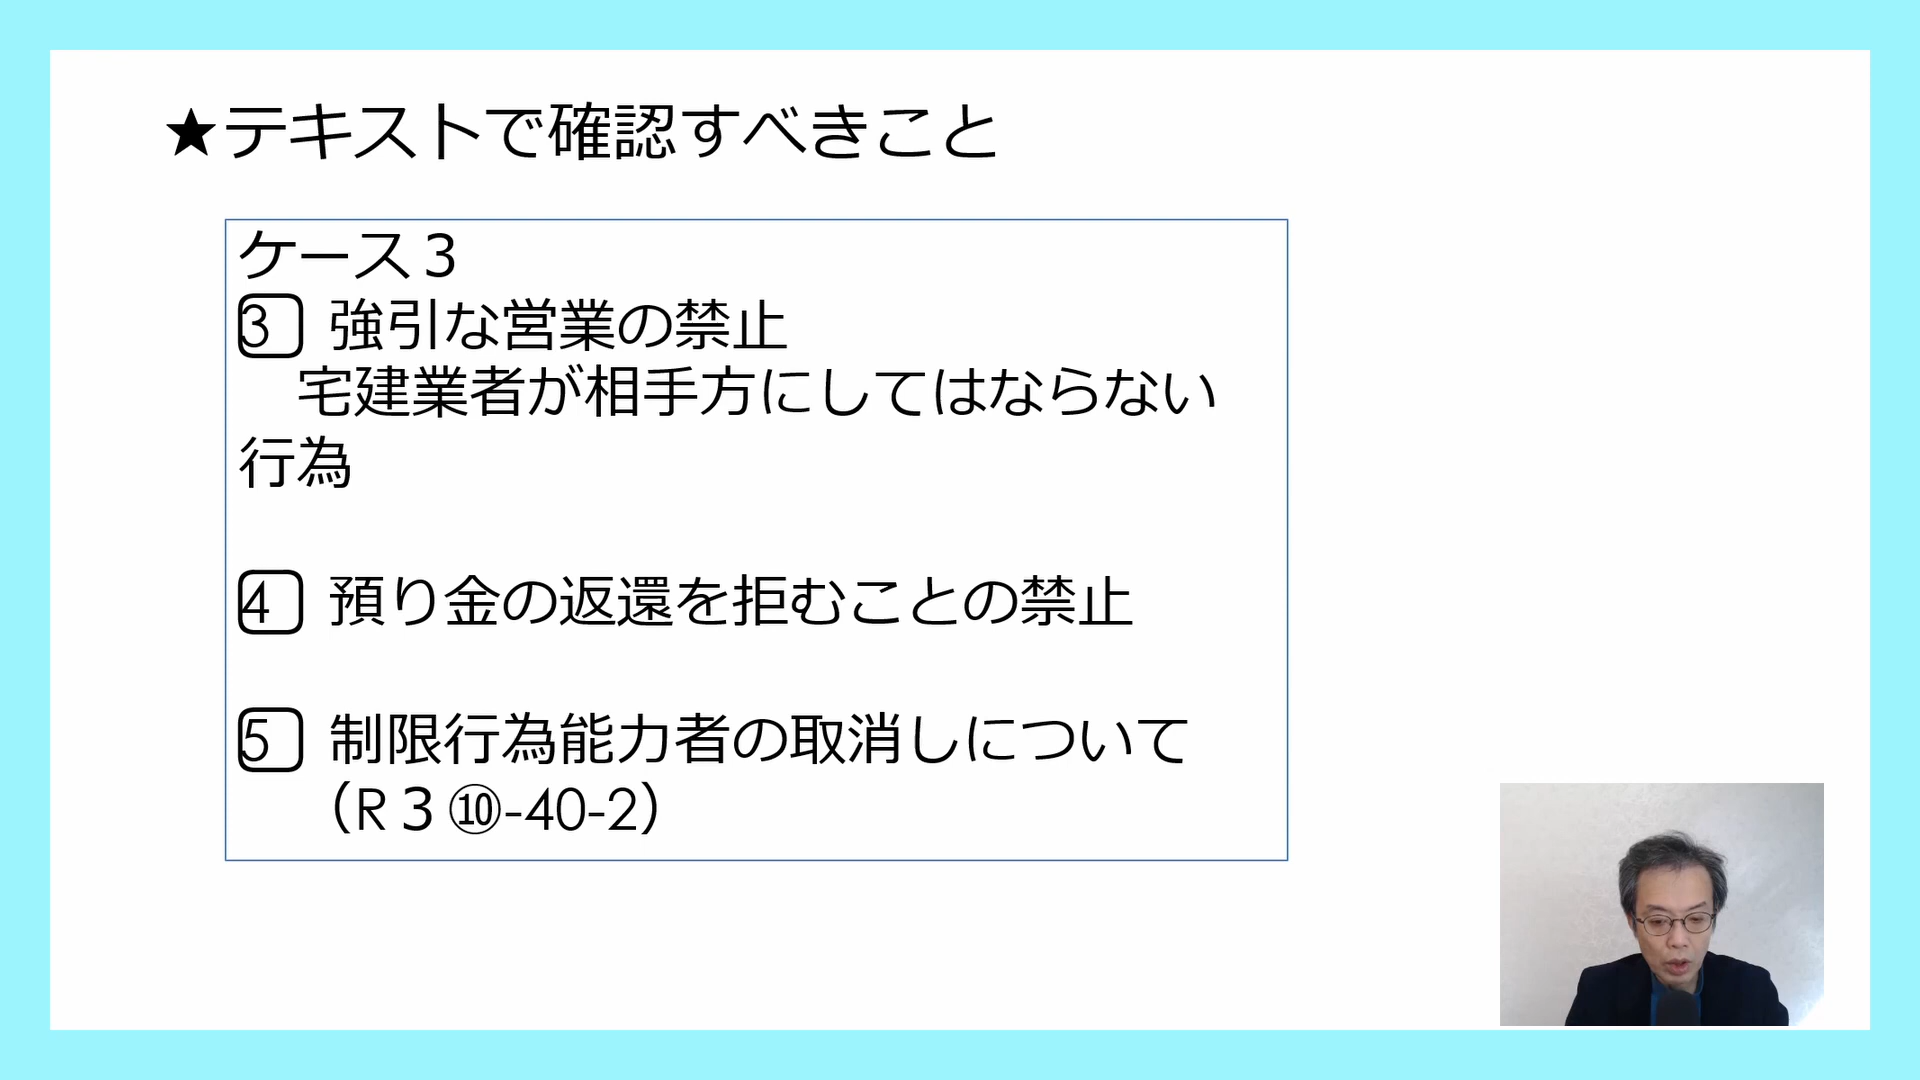 ★テキストで確認すべきこと
ケース３
3 強引な営業の禁止
宅建業者が相手方にしてはならない
行為
4 預り金の返還を拒むことの禁止
5 制限行為能力者の取消しについて
（R３⑩-40-2）